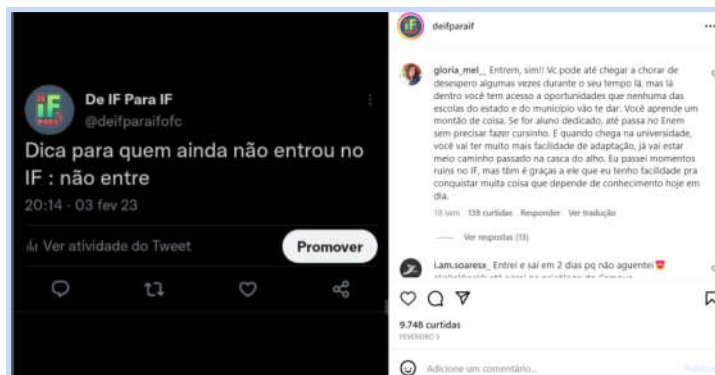 De IF Para IF
@deifparaifofc
Dica para quem ainda não entrou no
IF : não entre
20:14 · 03 fev 23
Ver atividade do Tweet
Promover
deifparaif
gloria_mel__ Entrem, sim!! Vc pode até chegar a chorar de
desespero algumas vezes durante o seu tempo lá, mas lá
dentro você tem acesso a oportunidades que nenhuma das
escolas do estado e do município vão te dar. Você aprende um
montão de coisa. Se for aluno dedicado, até passa no Enem
sem precisar fazer cursinho. E quando chega na universidade,
você vai ter muito mais facilidade de adaptação, já vai estar
meio caminho passado na casca do alho. Eu passei momentos
ruins no IF, mas tbm é graças a ele que eu tenho facilidade pra
conquistar muita coisa que depende de conhecimento hoje em
dia.
18 sem 138 curtidas Responder Ver tradução
Ver respostas (13)
i.am.soaresx_ Entrei e saí em 2 dias pq não aguentei
9.748 curtidas
FEVEREIRO 3
Adicione um comentário...
Publicar